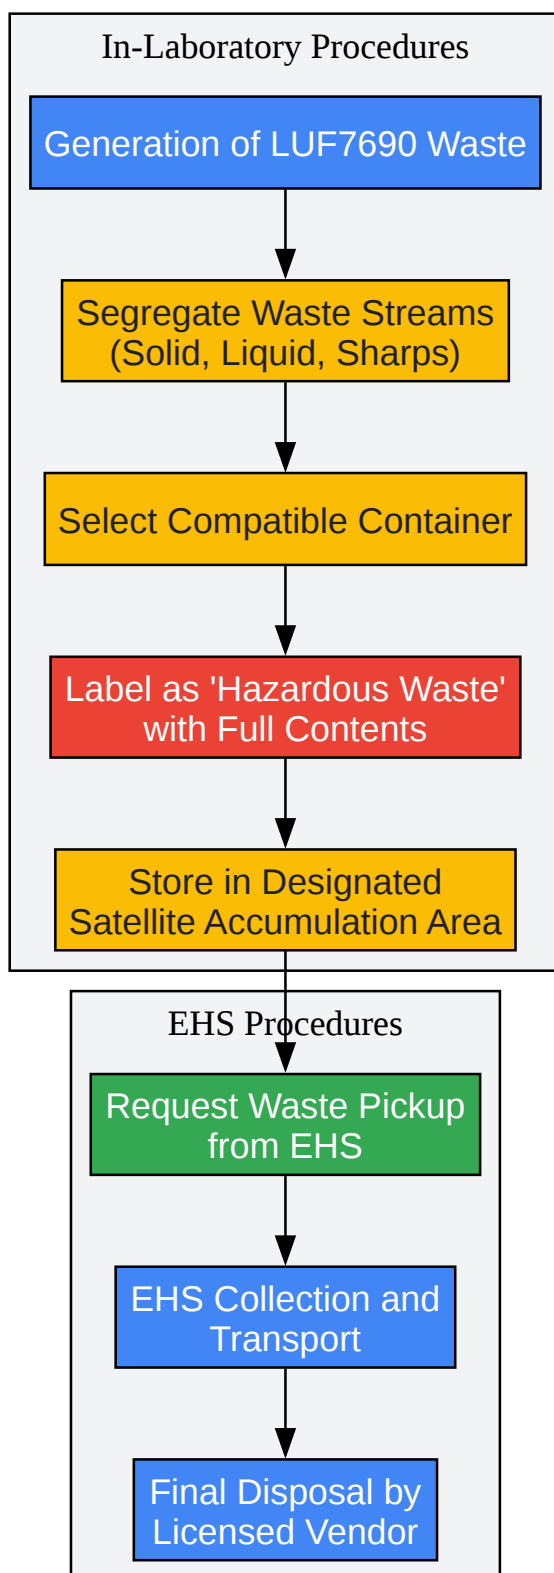 In-Laboratory Procedures
Generation of LUF7690 Waste
Segregate Waste Streams
(Solid, Liquid, Sharps)
Select Compatible Container
Label as 'Hazardous Waste'
with Full Contents
Store in Designated
Satellite Accumulation Area
EHS Procedures
Request Waste Pickup
from EHS
EHS Collection and
Transport
Final Disposal by
Licensed Vendor